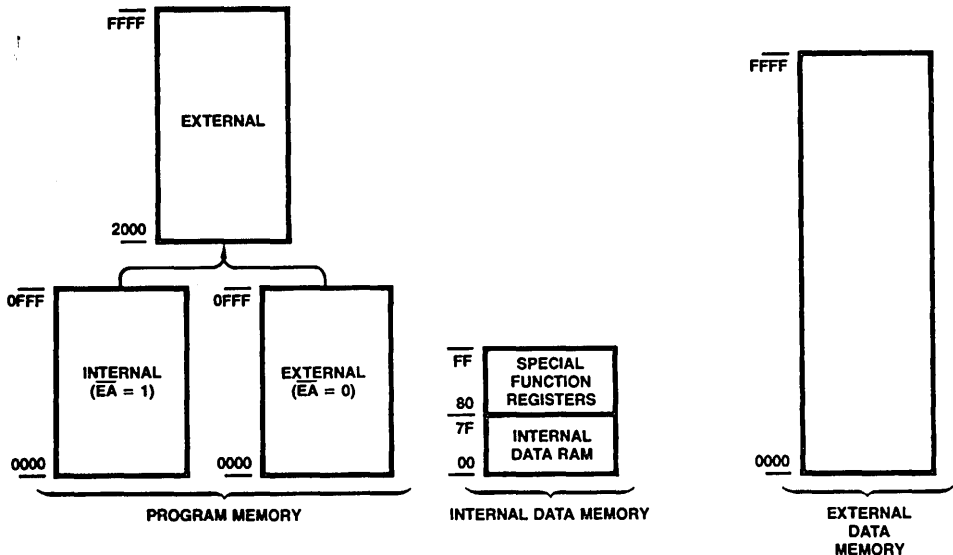 FFFF
EXTERNAL
2000
0FFF
INTERNAL
(EA = 1)
0000
0FFF
EXTERNAL
(EA = 0)
0000
PROGRAM MEMORY
FF
SPECIAL
FUNCTION
REGISTERS
80
7F
INTERNAL
DATA RAM
00
INTERNAL DATA MEMORY
FFFF
0000
EXTERNAL
DATA
MEMORY